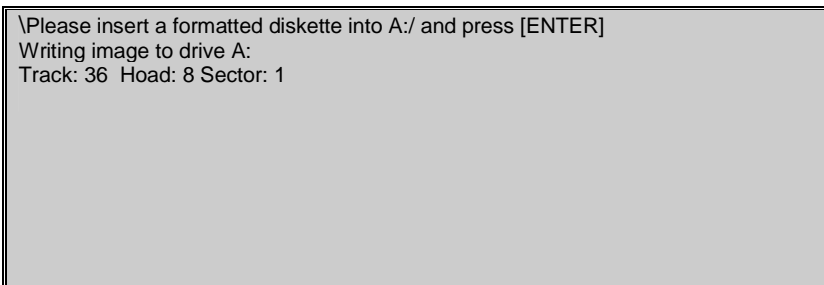 \Please insert a formatted diskette into A:/ and press [ENTER]
Writing image to drive A:
Track: 36  Hoad: 8 Sector: 1